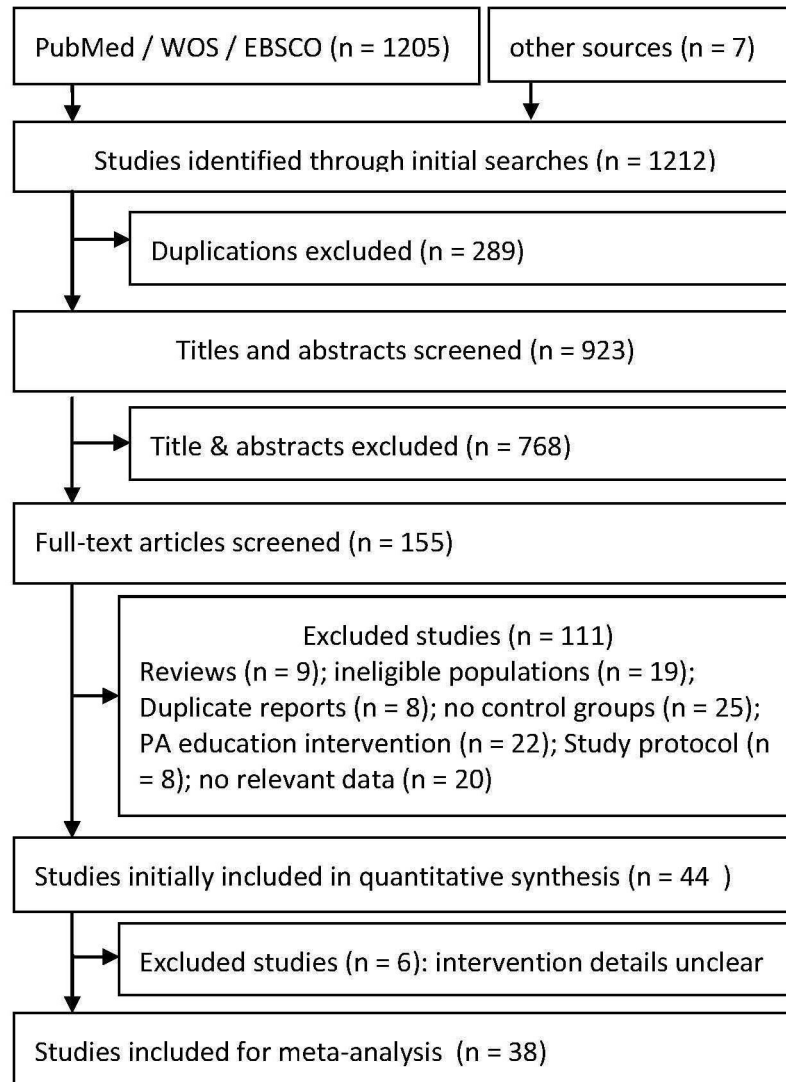 PubMed / WOS / EBSCO (n = 1205)
other sources (n = 7)
Studies identified through initial searches (n = 1212)
Duplications excluded (n = 289)
Titles and abstracts screened (n = 923)
Title & abstracts excluded (n = 768)
Full-text articles screened (n = 155)
Excluded studies (n = 111)
Reviews (n = 9); ineligible populations (n = 19);
Duplicate reports (n = 8); no control groups (n = 25);
PA education intervention (n = 22); Study protocol (n
= 8); no relevant data (n = 20)
Studies initially included in quantitative synthesis (n = 44 )
Excluded studies (n = 6): intervention details unclear
Studies included for meta-analysis (n = 38)